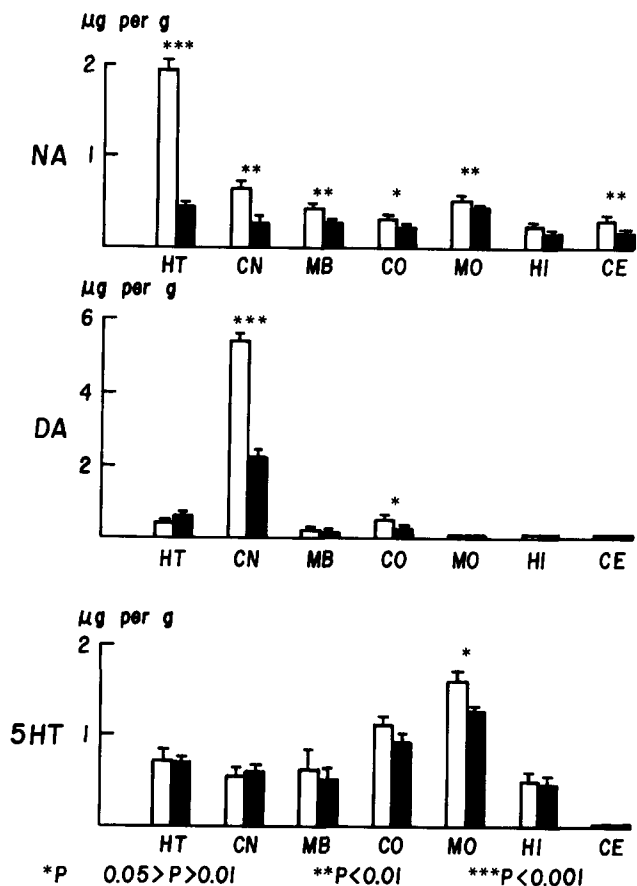 µg per g
2
***
NA
1
**
**
*
**
**
HT CN MB CO MO HI CE
µg per g
6
***
4
DA
2
*
HT CN MB CO MO HI CE
µg per g
2
*
5HT
1
HT CN MB CO MO HI CE
*P 0.05>P>0.01 **P<0.01 ***P<0.001